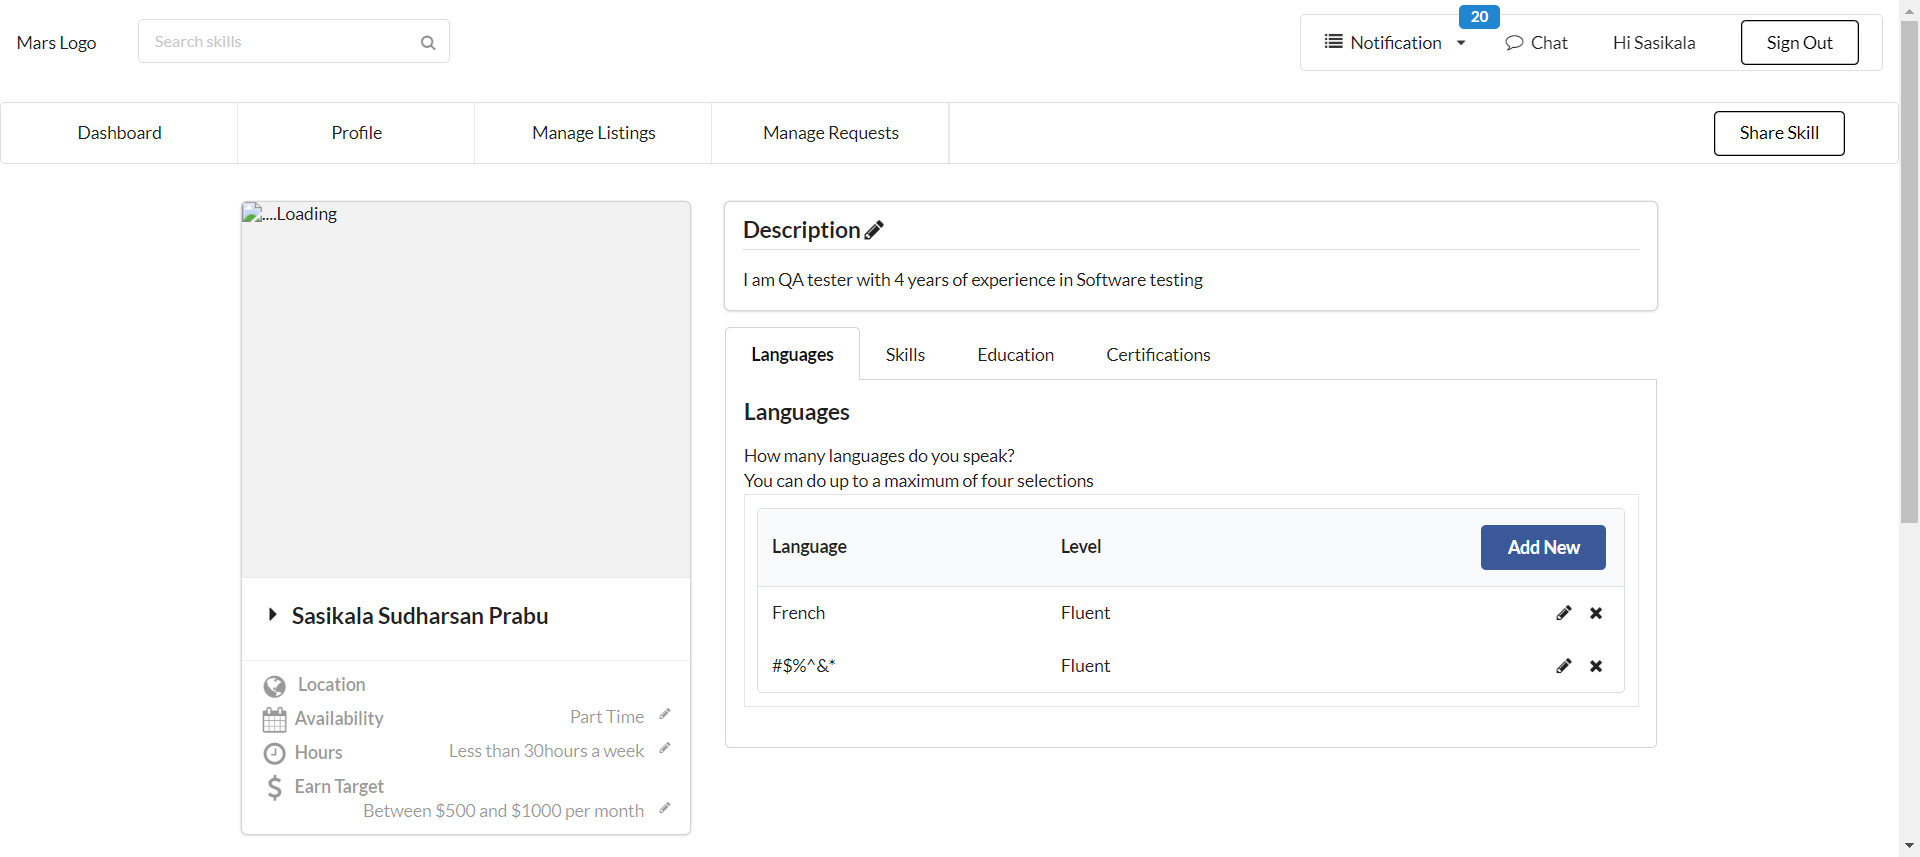 20
Mars Logo
Search skills
Notification Chat Hi Sasikala Sign Out
Dashboard Profile Manage Listings Manage Requests Share Skill
....Loading
Sasikala Sudharsan Prabu
Location
Availability Part Time
Hours Less than 30hours a week
Earn Target
Between $500 and $1000 per month
Description
I am QA tester with 4 years of experience in Software testing
Languages Skills Education Certifications
Languages
How many languages do you speak?
You can do up to a maximum of four selections
Language Level Add New
French Fluent
#$%^&* Fluent